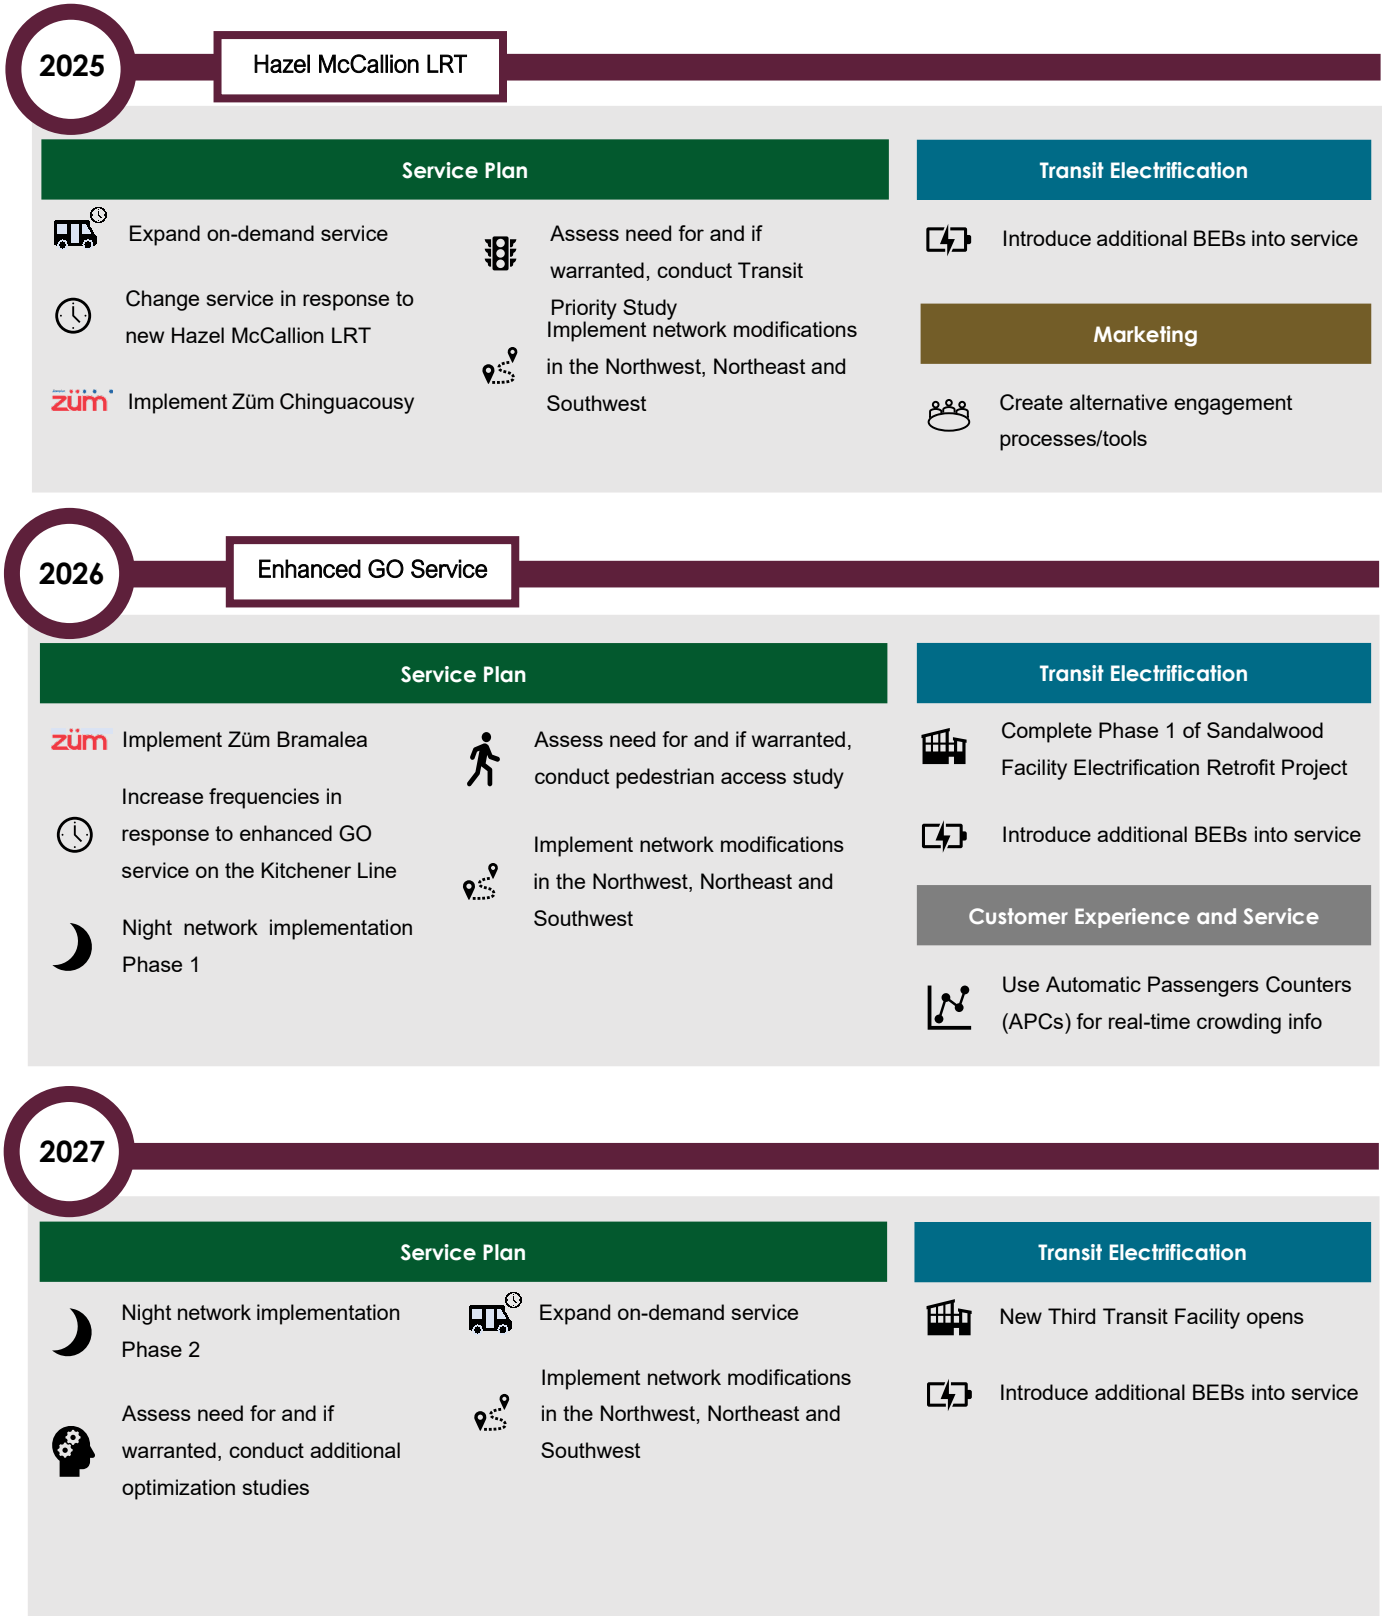 2025
Hazel McCallion LRT
Service Plan
Expand on-demand service
Change service in response to
new Hazel McCallion LRT
züm
Implement Züm Chinguacousy
Assess need for and if
warranted, conduct Transit
Priority Study
Implement network modifications
in the Northwest, Northeast and
Southwest
Transit Electrification
Introduce additional BEBs into service
Marketing
Create alternative engagement
processes/tools
2026
Enhanced GO Service
Service Plan
züm
Implement Züm Bramalea
Increase frequencies in
response to enhanced GO
service on the Kitchener Line
Night network implementation
Phase 1
Assess need for and if warranted,
conduct pedestrian access study
Implement network modifications
in the Northwest, Northeast and
Southwest
Transit Electrification
Complete Phase 1 of Sandalwood
Facility Electrification Retrofit Project
Introduce additional BEBs into service
Customer Experience and Service
Use Automatic Passengers Counters
(APCs) for real-time crowding info
2027
Service Plan
Night network implementation
Phase 2
Assess need for and if
warranted, conduct additional
optimization studies
Expand on-demand service
Implement network modifications
in the Northwest, Northeast and
Southwest
Transit Electrification
New Third Transit Facility opens
Introduce additional BEBs into service